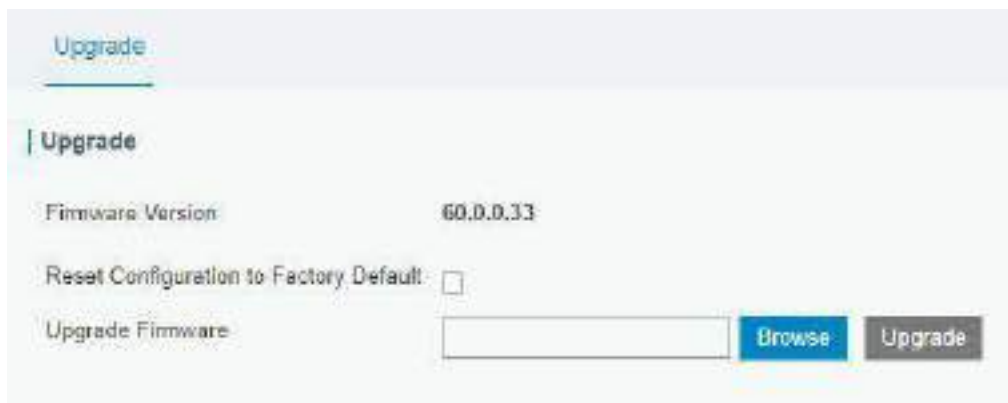 Upgrade
Upgrade
Firmware Version 60.0.0.33
Reset Configuration to Factory Default
Upgrade Firmware Browse Upgrade